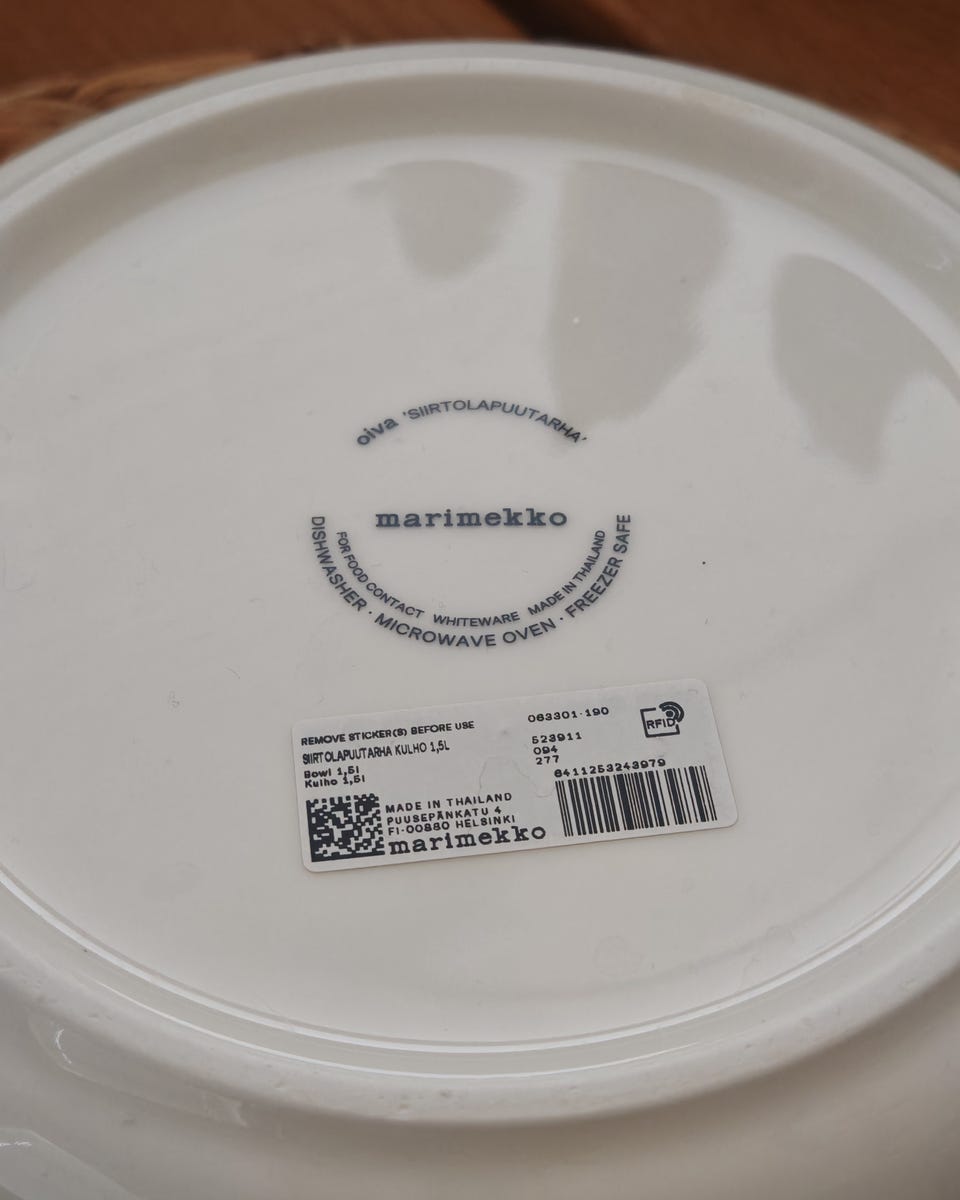 oiva 'SIIRTOLAPUUTARHA'
marimekko
FOR FOOD CONTACT WHITEWARE MADE IN THAILAND
DISHWASHER · MICROWAVE OVEN · FREEZER SAFE
REMOVE STICKER(S) BEFORE USE
SIIRTOLAPUUTARHA KULHO 1,5L
Bowl 1,5l
Kulho 1,5l
063301-190
RFID
523911
094
277
6411253243979
MADE IN THAILAND
PUUSEPÄNKATU 4
FI-00880 HELSINKI
marimekko